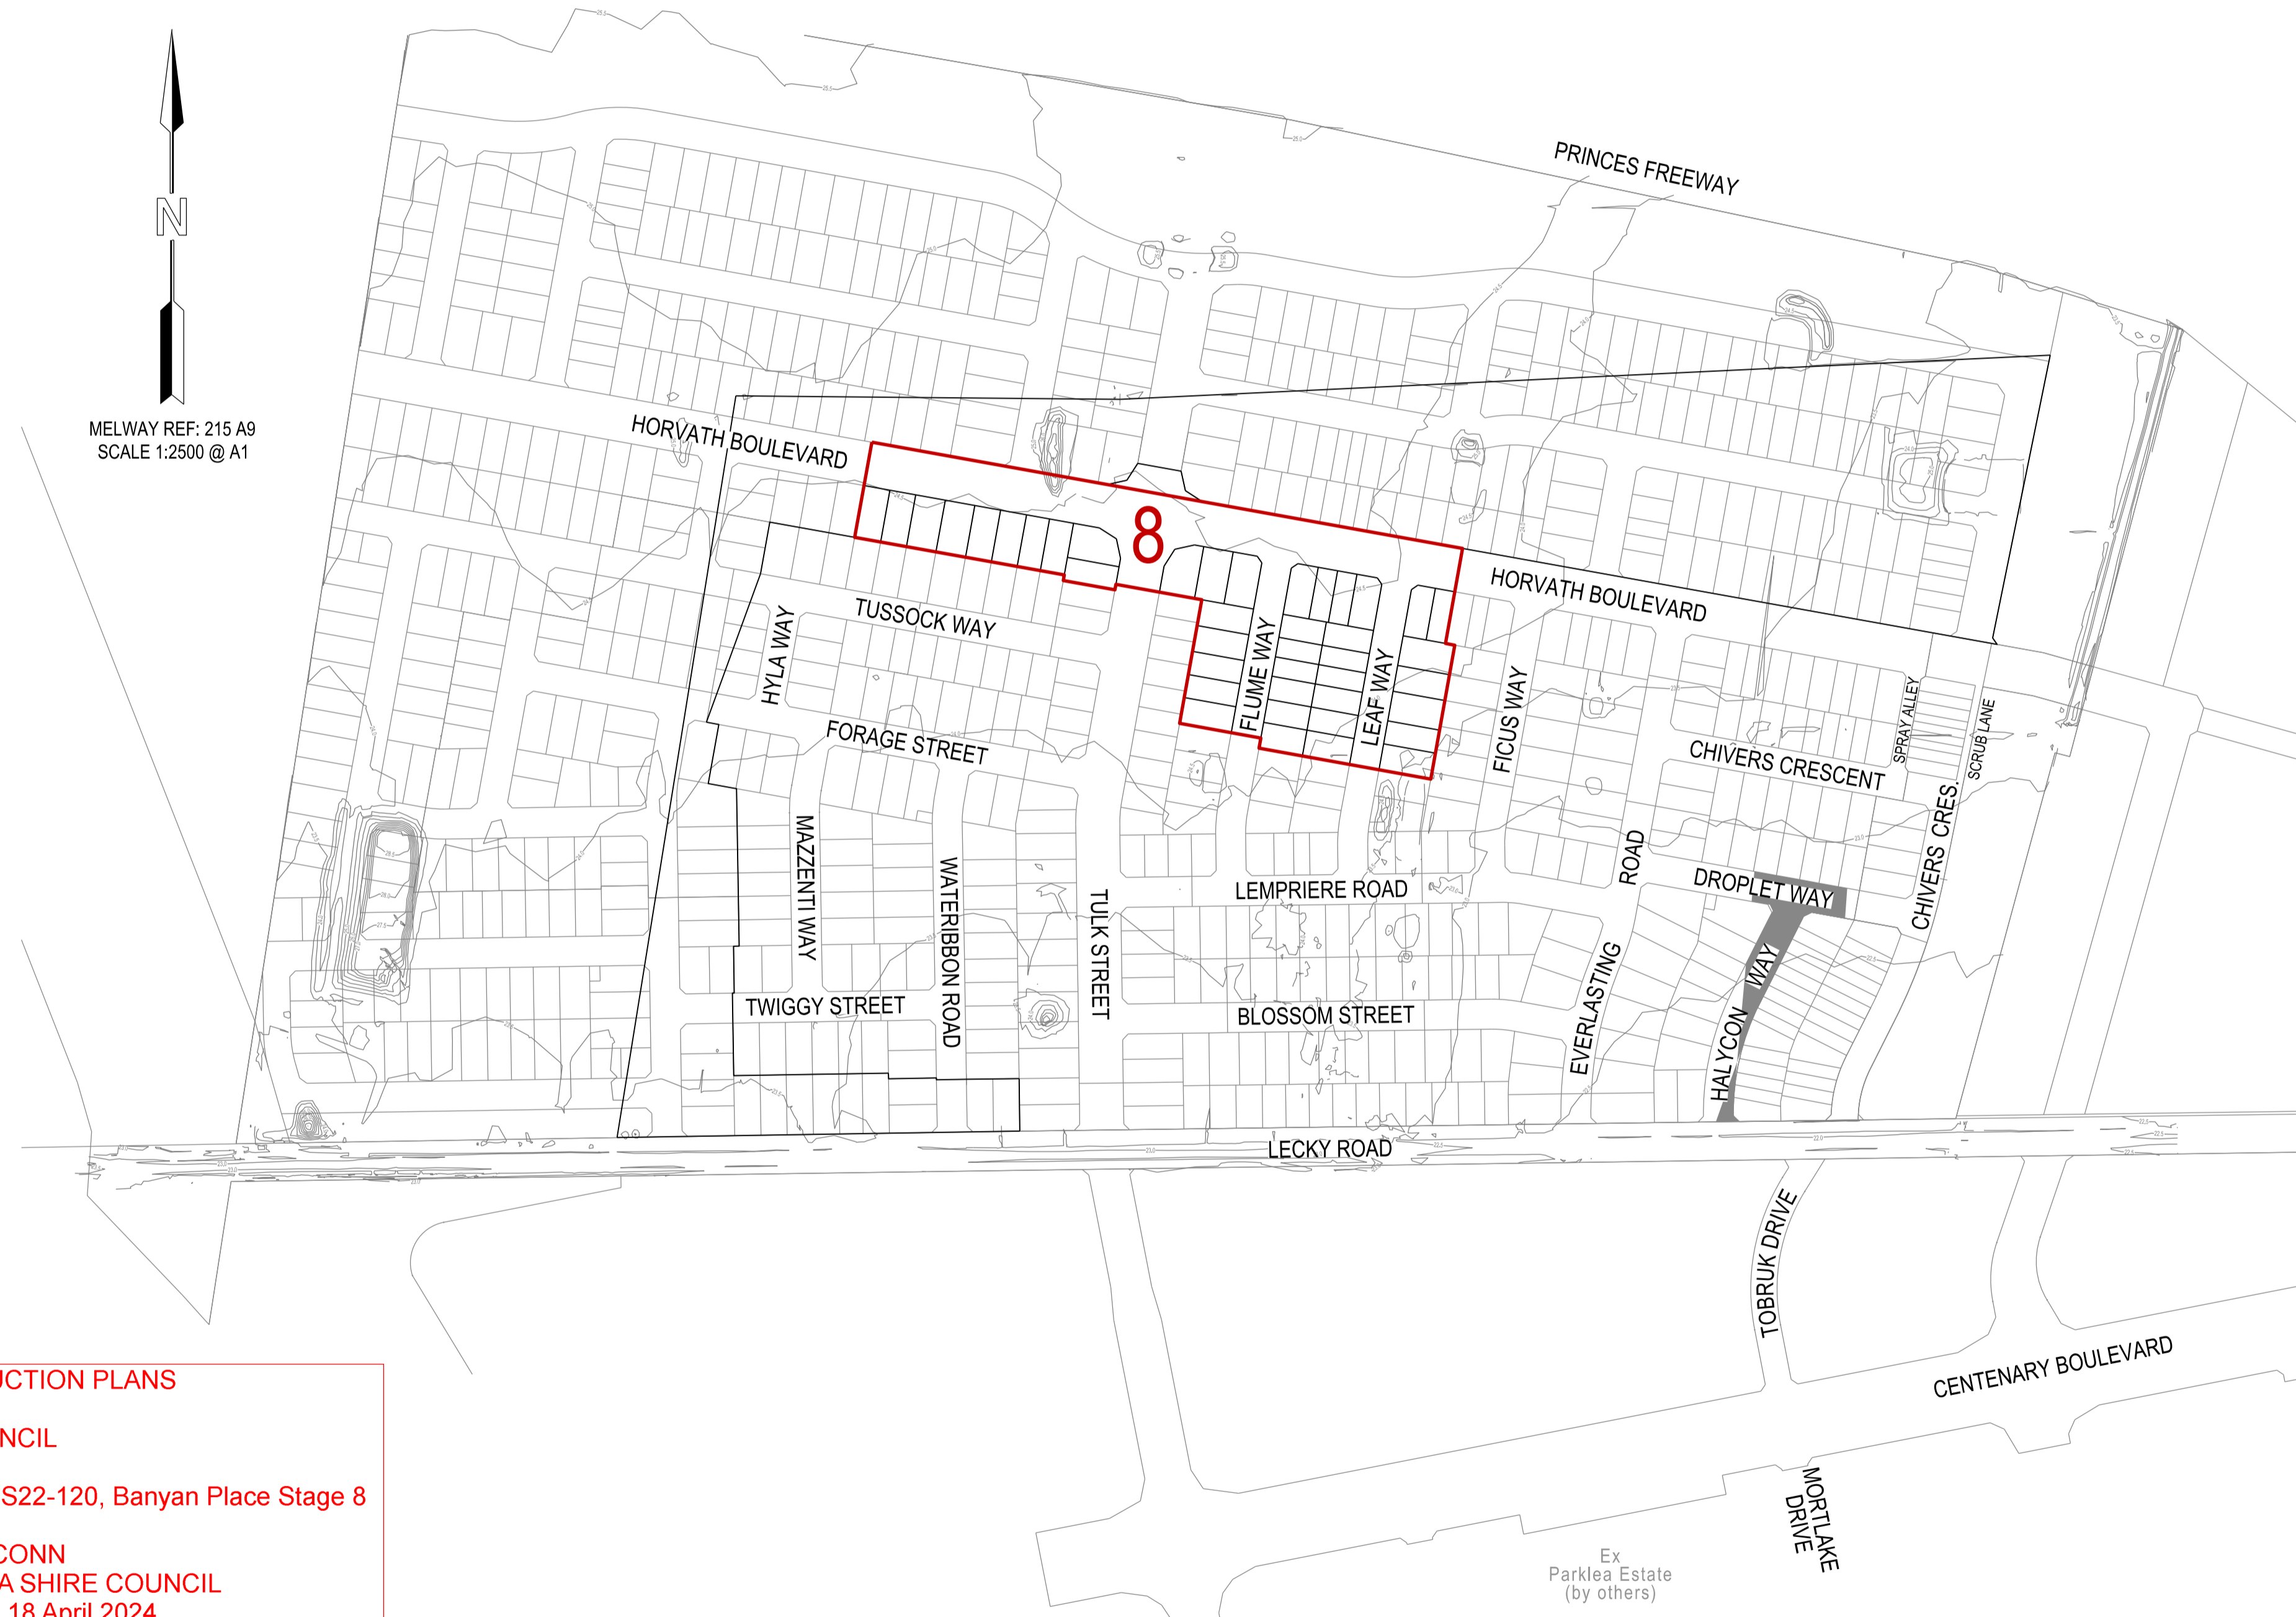 PRINCES FREEWAY
N
MELWAY REF: 215 A9
SCALE 1:2500 @ A1
HORVATH BOULEVARD
8
HORVATH BOULEVARD
TUSSOCK WAY
HYLA WAY
FLUME WAY
LEAF WAY
FICUS WAY
FORAGE STREET
SPRAY ALLEY
SCRUB LANE
CHIVERS CRESCENT
CHIVERS CRES.
MAZZENTI WAY
WATERIBBON ROAD
TULK STREET
LEMPRIERE ROAD
EVERLASTING
ROAD
DROPLET WAY
HALYCON WAY
TWIGGY STREET
BLOSSOM STREET
LECKY ROAD
TOBRUK DRIVE
CENTENARY BOULEVARD
MORTLAKE
DRIVE
Ex
Parklea Estate
(by others)
UCTION PLANS
NCIL
S22-120, Banyan Place Stage 8
CONN
A SHIRE COUNCIL
18 April 2024